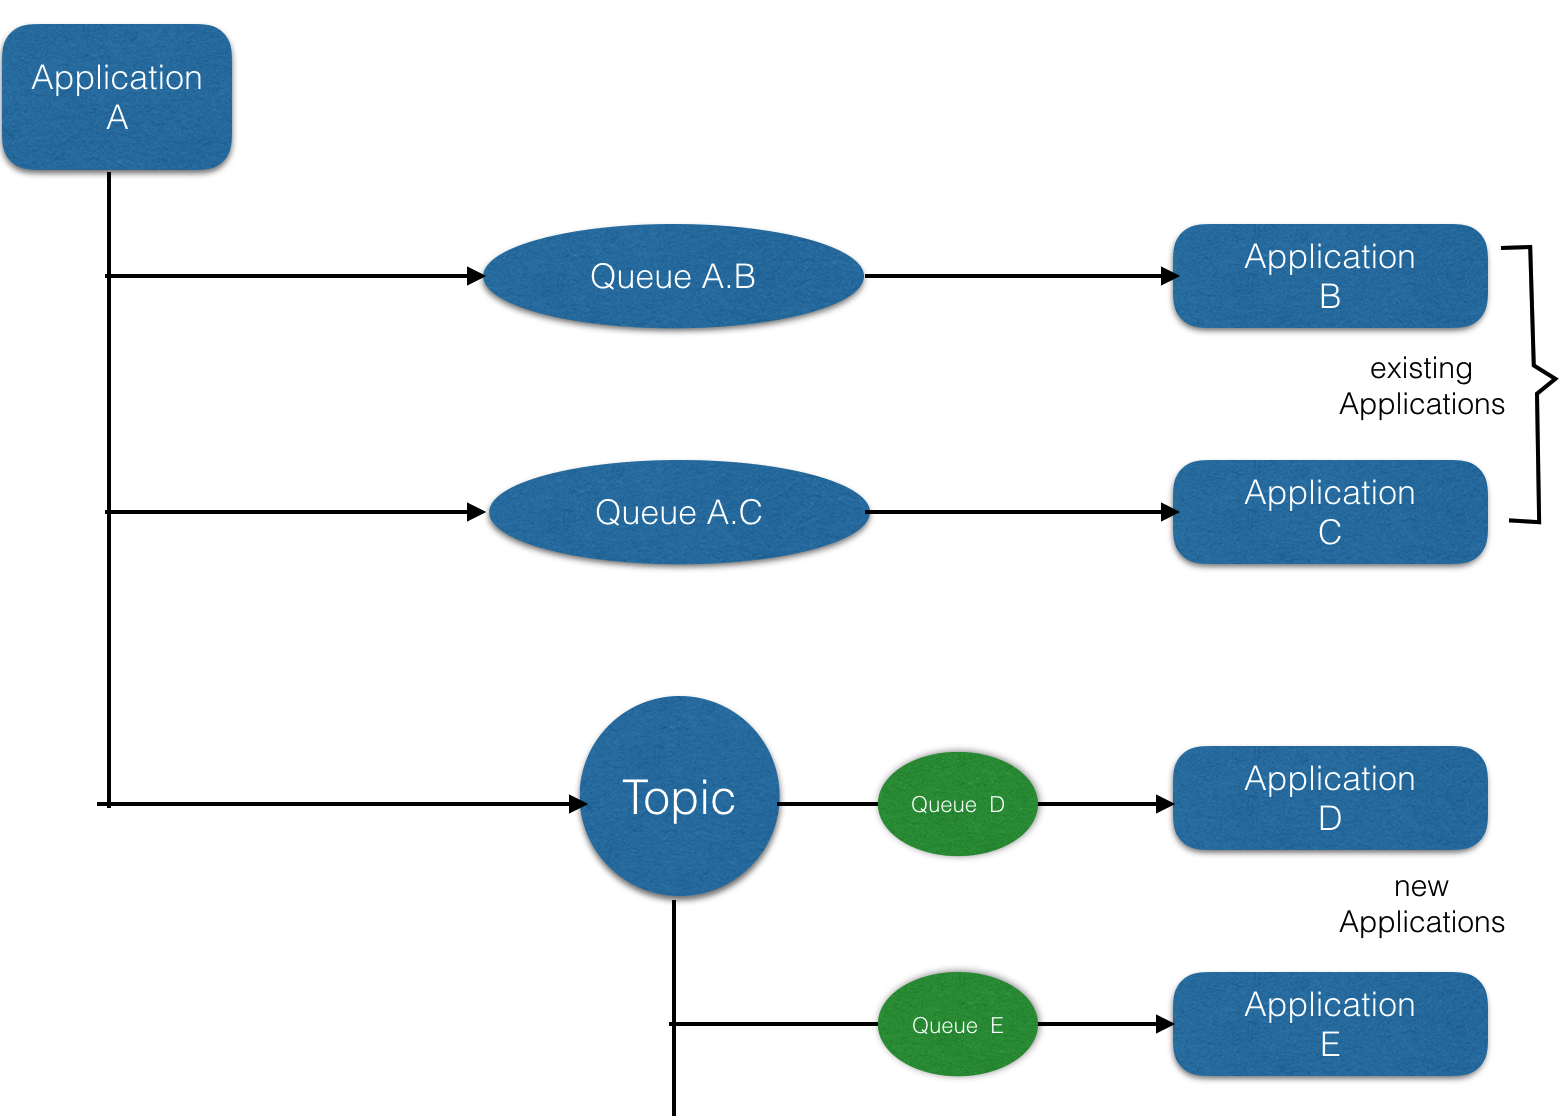 Application
A
Queue A.B
Application
B
existing
Applications
Queue A.C
Application
C
Topic
Queue D
Application
D
new
Applications
Queue E
Application
E